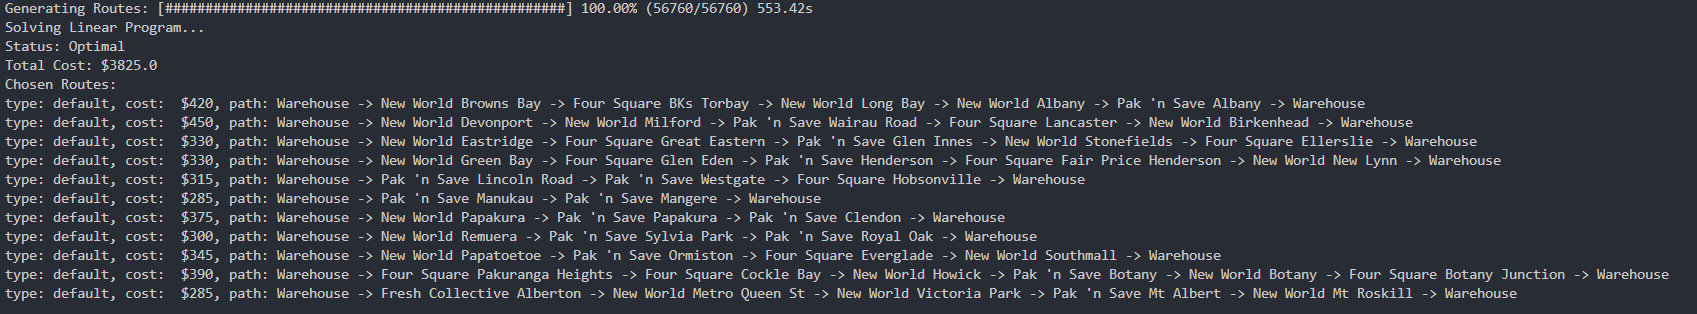 Generating Routes: [##################################################] 100.00% (56760/56760) 553.42s
Solving Linear Program...
Status: Optimal
Total Cost: $3825.0
Chosen Routes:
type: default, cost:  $420, path: Warehouse -> New World Browns Bay -> Four Square BKs Torbay -> New World Long Bay -> New World Albany -> Pak 'n Save Albany -> Warehouse
type: default, cost:  $450, path: Warehouse -> New World Devonport -> New World Milford -> Pak 'n Save Wairau Road -> Four Square Lancaster -> New World Birkenhead -> Warehouse
type: default, cost:  $330, path: Warehouse -> New World Eastridge -> Four Square Great Eastern -> Pak 'n Save Glen Innes -> New World Stonefields -> Four Square Ellerslie -> Warehouse
type: default, cost:  $330, path: Warehouse -> New World Green Bay -> Four Square Glen Eden -> Pak 'n Save Henderson -> Four Square Fair Price Henderson -> New World New Lynn -> Warehouse
type: default, cost:  $315, path: Warehouse -> Pak 'n Save Lincoln Road -> Pak 'n Save Westgate -> Four Square Hobsonville -> Warehouse
type: default, cost:  $285, path: Warehouse -> Pak 'n Save Manukau -> Pak 'n Save Mangere -> Warehouse
type: default, cost:  $375, path: Warehouse -> New World Papakura -> Pak 'n Save Papakura -> Pak 'n Save Clendon -> Warehouse
type: default, cost:  $300, path: Warehouse -> New World Remuera -> Pak 'n Save Sylvia Park -> Pak 'n Save Royal Oak -> Warehouse
type: default, cost:  $345, path: Warehouse -> New World Papatoetoe -> Pak 'n Save Ormiston -> Four Square Everglade -> New World Southmall -> Warehouse
type: default, cost:  $390, path: Warehouse -> Four Square Pakuranga Heights -> Four Square Cockle Bay -> New World Howick -> Pak 'n Save Botany -> New World Botany -> Four Square Botany Junction -> Warehouse
type: default, cost:  $285, path: Warehouse -> Fresh Collective Alberton -> New World Metro Queen St -> New World Victoria Park -> Pak 'n Save Mt Albert -> New World Mt Roskill -> Warehouse